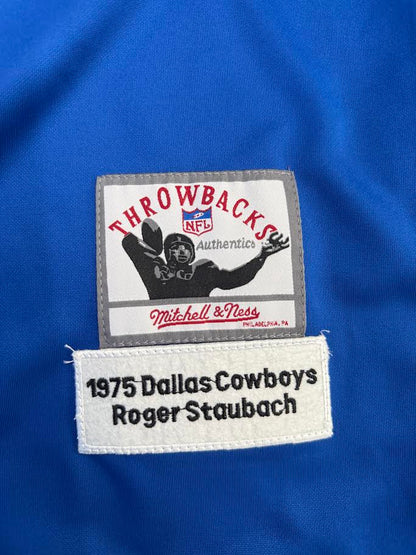 THROWBACKS
NFL
Authentics
Mitchell & Ness
PHILADELPHIA, PA
1975 Dallas Cowboys
Roger Staubach